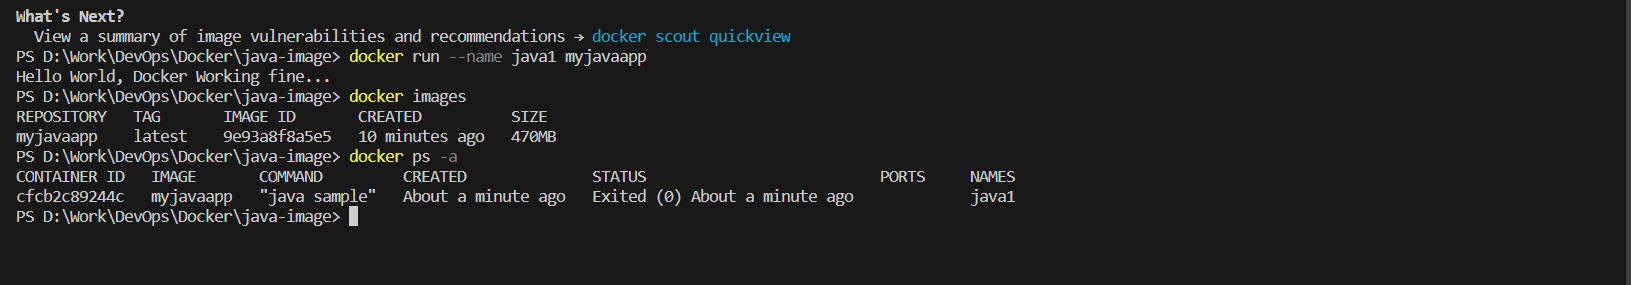 What's Next?
View a summary of image vulnerabilities and recommendations → docker scout quickview
PS D:\Work\DevOps\Docker\java-image> docker run --name java1 myjavaapp
Hello World, Docker Working fine...
PS D:\Work\DevOps\Docker\java-image> docker images
REPOSITORY   TAG       IMAGE ID       CREATED          SIZE
myjavaapp    latest    9e93a8f8a5e5   10 minutes ago   470MB
PS D:\Work\DevOps\Docker\java-image> docker ps -a
CONTAINER ID   IMAGE       COMMAND         CREATED              STATUS                          PORTS     NAMES
cfcb2c89244c   myjavaapp   "java sample"   About a minute ago   Exited (0) About a minute ago             java1
PS D:\Work\DevOps\Docker\java-image>